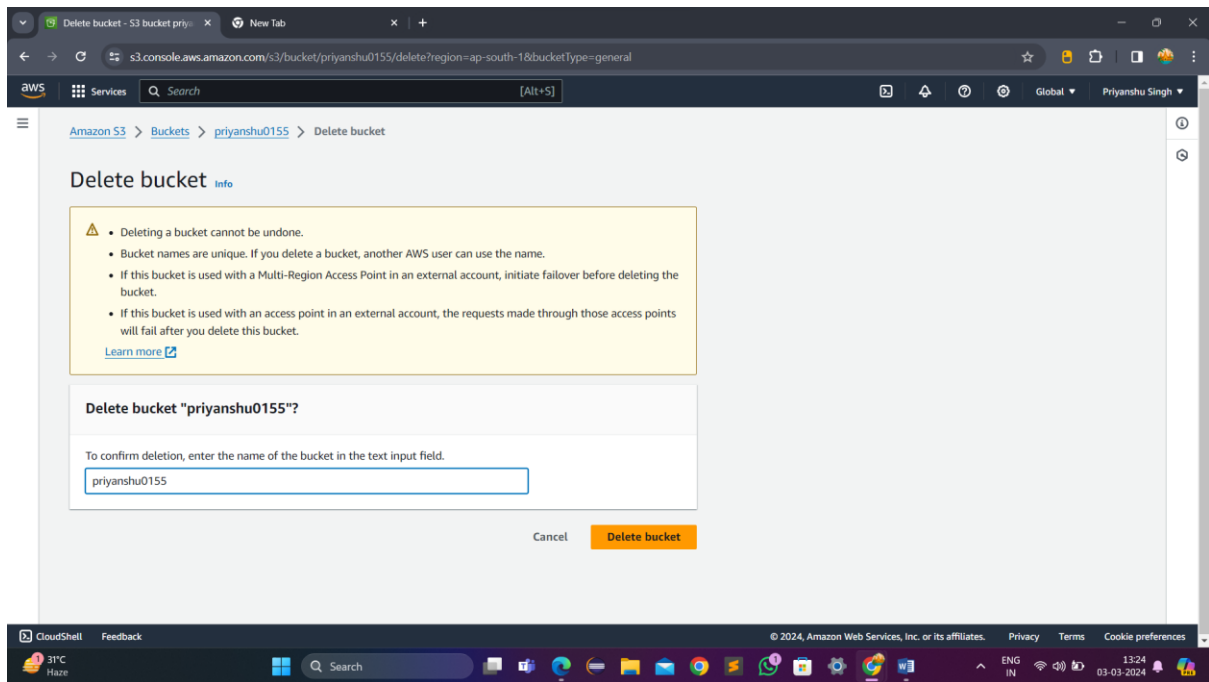 Delete bucket - S3 bucket priya
New Tab
s3.console.aws.amazon.com/s3/bucket/priyanshu0155/delete?region=ap-south-1&bucketType=general
aws Services Search [Alt+S] Global Priyanshu Singh
Amazon S3 > Buckets > priyanshu0155 > Delete bucket
Delete bucket Info
• Deleting a bucket cannot be undone.
• Bucket names are unique. If you delete a bucket, another AWS user can use the name.
• If this bucket is used with a Multi-Region Access Point in an external account, initiate failover before deleting the
bucket.
• If this bucket is used with an access point in an external account, the requests made through those access points
will fail after you delete this bucket.
Learn more
Delete bucket "priyanshu0155"?
To confirm deletion, enter the name of the bucket in the text input field.
priyanshu0155
Cancel Delete bucket
CloudShell Feedback © 2024, Amazon Web Services, Inc. or its affiliates. Privacy Terms Cookie preferences
1 31°C
Haze
Search
1
ENG
IN
13:24
03-03-2024